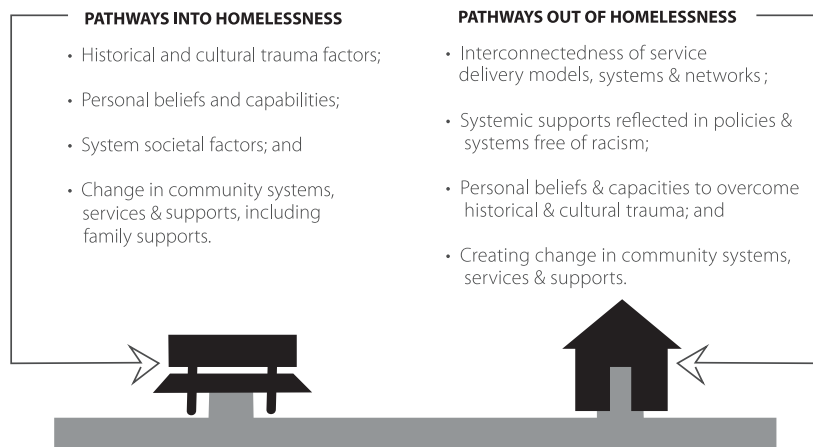 PATHWAYS INTO HOMELESSNESS
• Historical and cultural trauma factors;
• Personal beliefs and capabilities;
• System societal factors; and
• Change in community systems,
services & supports, including
family supports.
PATHWAYS OUT OF HOMELESSNESS
• Interconnectedness of service
delivery models, systems & networks ;
• Systemic supports reflected in policies &
systems free of racism;
• Personal beliefs & capacities to overcome
historical & cultural trauma; and
• Creating change in community systems,
services & supports.